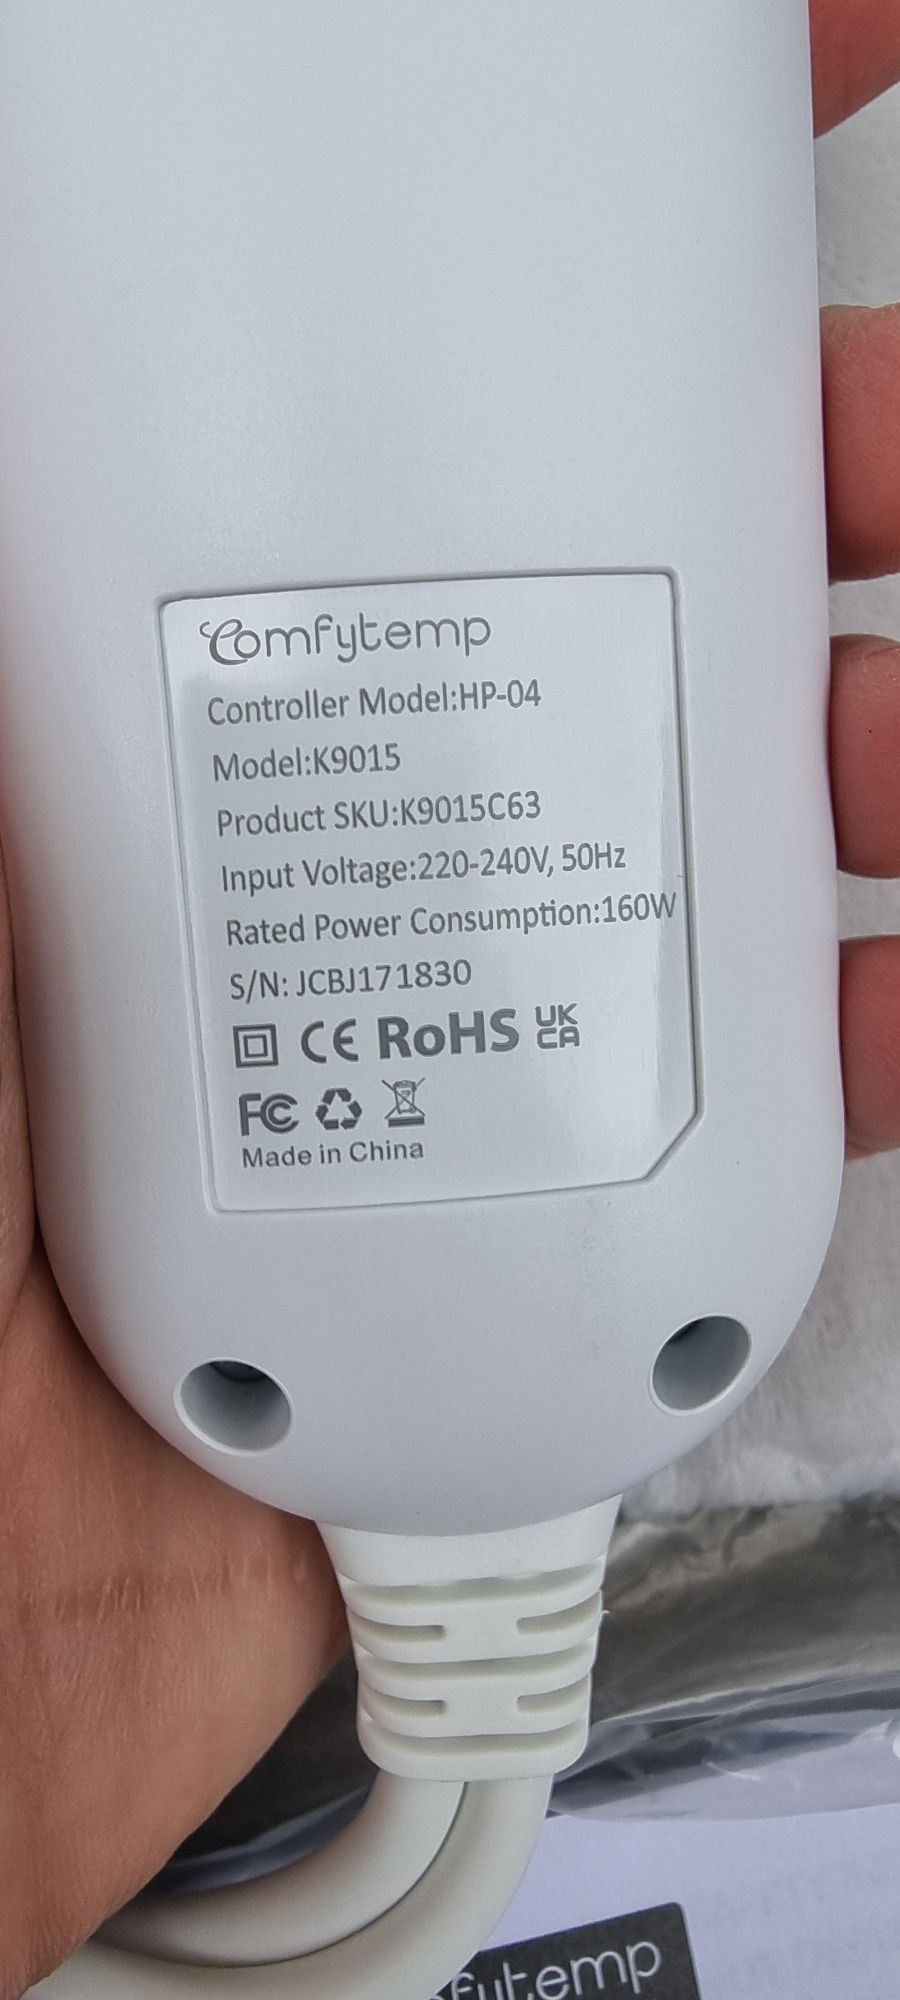 Comfytemp
Controller Model:HP-04
Model:K9015
Product SKU:K9015C63
Input Voltage:220-240V, 50Hz
Rated Power Consumption:160W
S/N: JCBJ171830
CE RoHS UK CA
FC
Made in China
fytemp